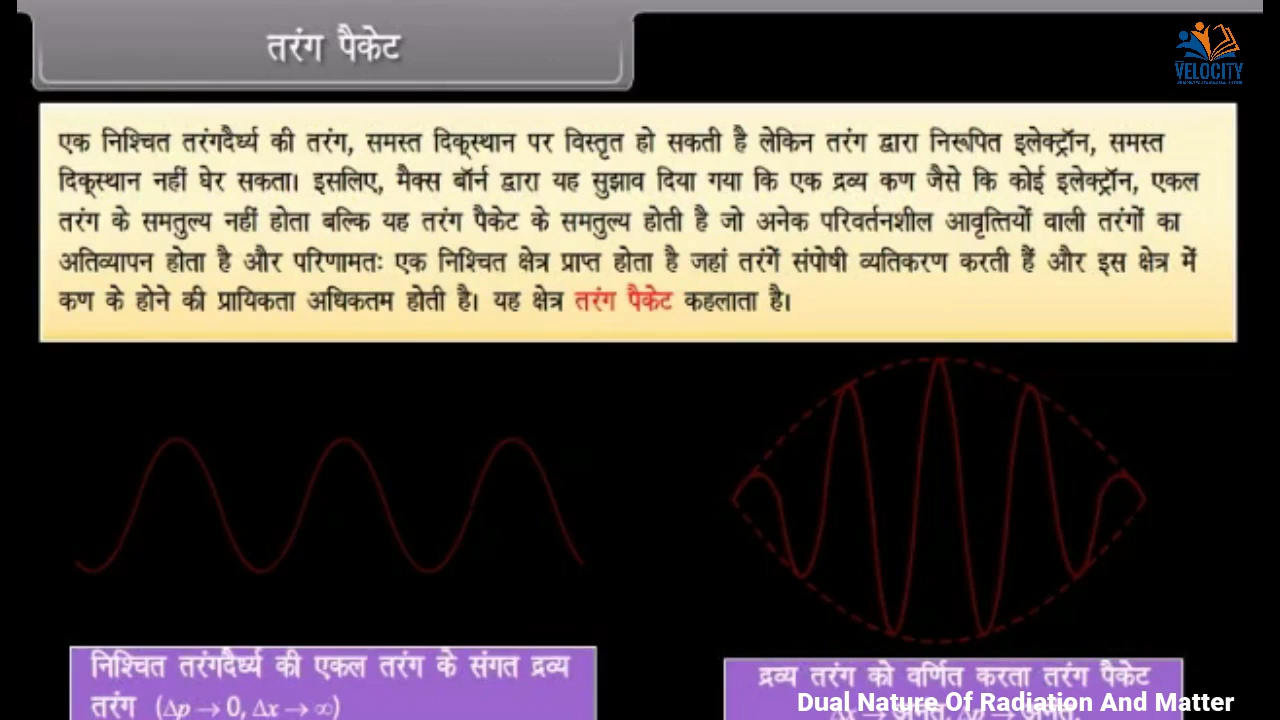 तरंग पैकेट
VELOCITY
एक निश्चित तरंगदैर्ध्य की तरंग, समस्त दिक्‌स्थान पर विस्तृत हो सकती है लेकिन तरंग द्वारा निरूपित इलेक्ट्रॉन, समस्त
दिक्‌स्थान नहीं घेर सकता। इसलिए, मैक्स बॉर्न द्वारा यह सुझाव दिया गया कि एक द्रव्य कण जैसे कि कोई इलेक्ट्रॉन, एकल
तरंग के समतुल्य नहीं होता बल्कि यह तरंग पैकेट के समतुल्य होती है जो अनेक परिवर्तनशील आवृत्तियों वाली तरंगों का
अतिव्यापन होता है और परिणामतः एक निश्चित क्षेत्र प्राप्त होता है जहां तरंगें संपोषी व्यतिकरण करती हैं और इस क्षेत्र में
कण के होने की प्रायिकता अधिकतम होती है। यह क्षेत्र तरंग पैकेट कहलाता है।
निश्चित तरंगदैर्ध्य की एकल तरंग के संगत द्रव्य
तरंग (Δp → 0, Δx → ∞)
द्रव्य तरंग को वर्णित करता तरंग पैकेट
Dual Nature Of Radiation And Matter